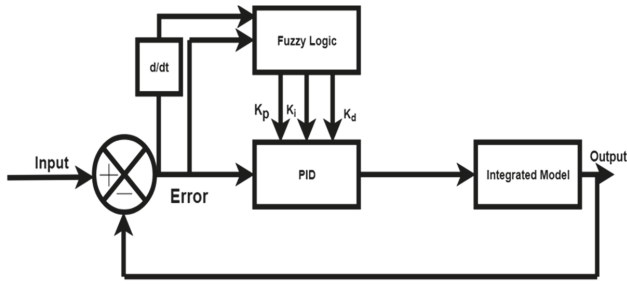 Fuzzy Logic
d/dt
Kp Ki Kd
Input
+
−
Error
PID
Integrated Model
Output